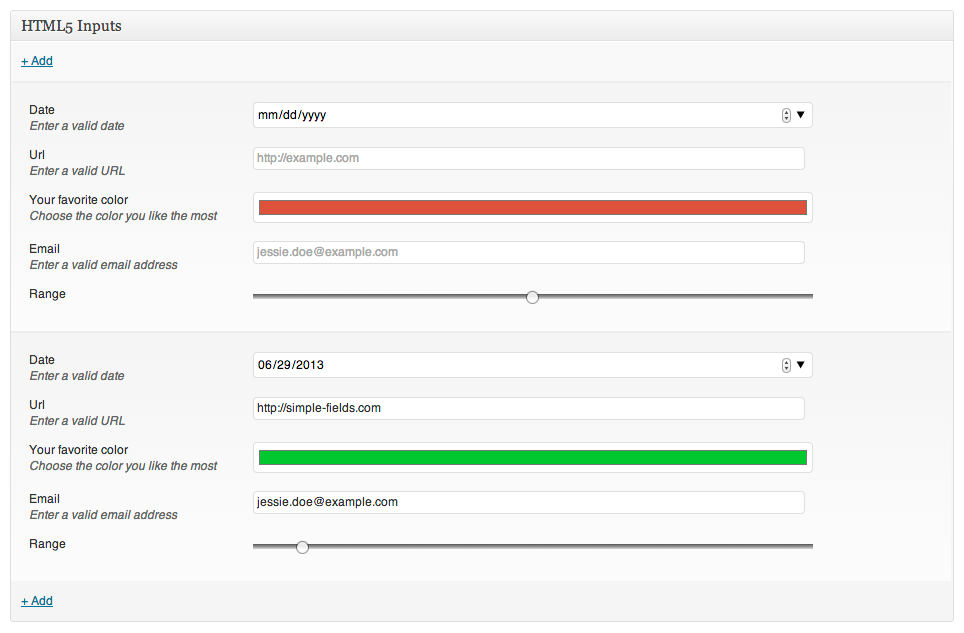 HTML5 Inputs
+ Add
Date
Enter a valid date
mm/dd/yyyy
Url
Enter a valid URL
http://example.com
Your favorite color
Choose the color you like the most
Email
Enter a valid email address
jessie.doe@example.com
Range
Date
Enter a valid date
06/29/2013
Url
Enter a valid URL
http://simple-fields.com
Your favorite color
Choose the color you like the most
Email
Enter a valid email address
jessie.doe@example.com
Range
+ Add